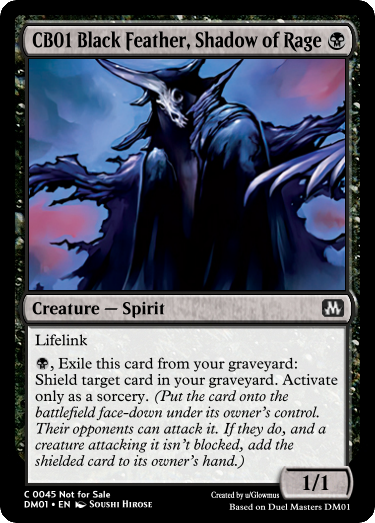 CB01 Black Feather, Shadow of Rage
Creature — Spirit
Lifelink
, Exile this card from your graveyard:
Shield target card in your graveyard. Activate
only as a sorcery. (Put the card onto the
battlefield face-down under its owner's control.
Their opponents can attack it. If they do, and a
creature attacking it isn't blocked, add the
shielded card to its owner's hand.)
1/1
C 0045 Not for Sale
DM01 • EN Soushi Hirose
Created by u/Glowmus
Based on Duel Masters DM01